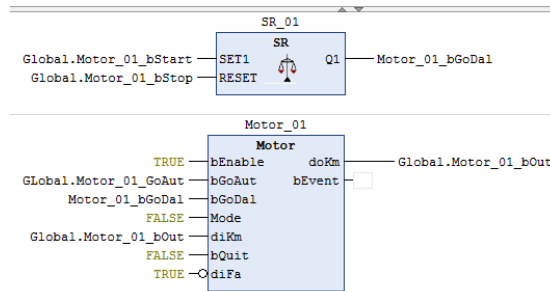 SR_01
SR
Global.Motor_01_bStart SET1 Q1 Motor_01_bGoDal
Global.Motor_01_bStop RESET
Motor_01
Motor
TRUE bEnable doKm Global.Motor_01_bOut
GLobal.Motor_01_GoAut bGoAut bEvent
Motor_01_bGoDal bGoDal
FALSE Mode
Global.Motor_01_bOut diKm
FALSE bQuit
TRUE diFa